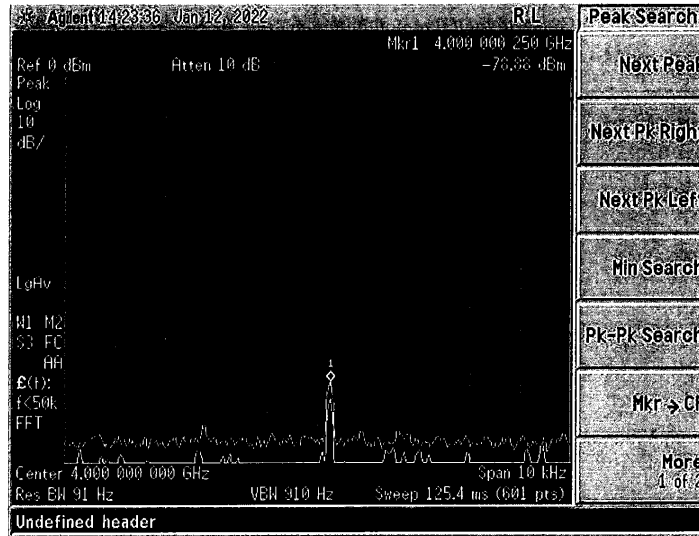 Agilent 14:23:36 Jan 12, 2022 R L
Peak Search
Mkr1 4.000 000 250 GHz
Ref 0 dBm Atten 10 dB -78.88 dBm
Peak
Log
10
dB/
Next Peak
Next Pk Right
Next Pk Left
Min Search
Pk-Pk Search
Mkr → CF
More
1 of 2
LgAv
W1 M2
S3 FC
AA
£(f):
f<50k
FFT
1
Center 4.000 000 000 GHz Span 10 kHz
Res BW 91 Hz VBW 910 Hz Sweep 125.4 ms (601 pts)
Undefined header